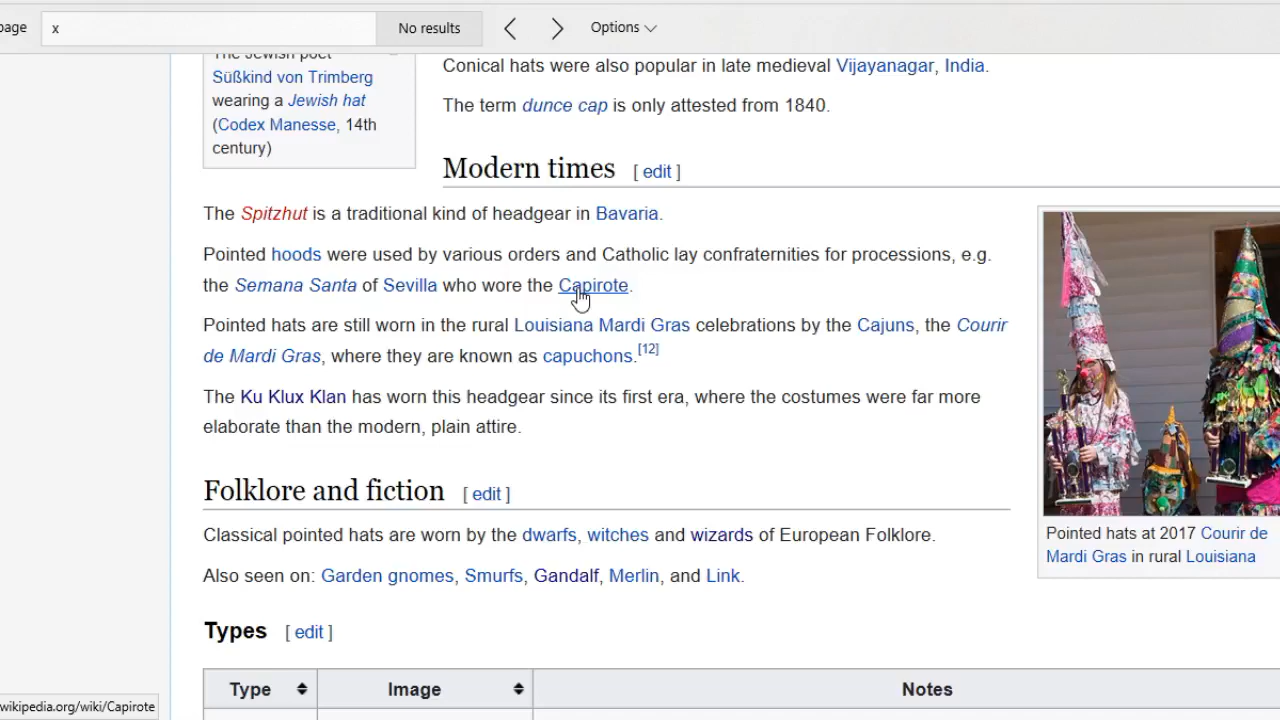 page x No results Options
The Jewish poet
Süßkind von Trimberg
wearing a Jewish hat
(Codex Manesse, 14th
century)
Conical hats were also popular in late medieval Vijayanagar, India.
The term dunce cap is only attested from 1840.
Modern times [ edit ]
The Spitzhut is a traditional kind of headgear in Bavaria.
Pointed hoods were used by various orders and Catholic lay confraternities for processions, e.g.
the Semana Santa of Sevilla who wore the Capirote.
Pointed hats are still worn in the rural Louisiana Mardi Gras celebrations by the Cajuns, the Courir
de Mardi Gras, where they are known as capuchons.[12]
The Ku Klux Klan has worn this headgear since its first era, where the costumes were far more
elaborate than the modern, plain attire.
Pointed hats at 2017 Courir de
Mardi Gras in rural Louisiana
Folklore and fiction [ edit ]
Classical pointed hats are worn by the dwarfs, witches and wizards of European Folklore.
Also seen on: Garden gnomes, Smurfs, Gandalf, Merlin, and Link.
Types [ edit ]
Type Image Notes
wikipedia.org/wiki/Capirote